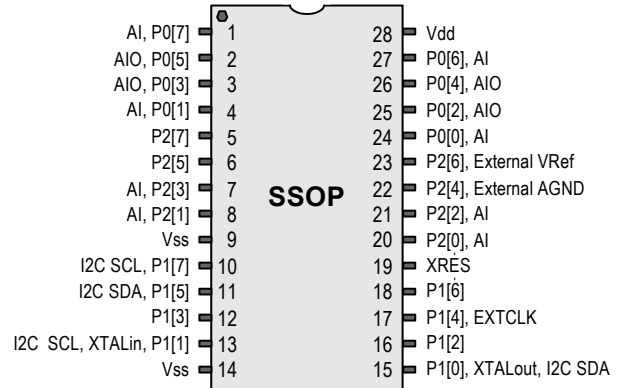 AI, P0[7] 1 28 Vdd
AIO, P0[5] 2 27 P0[6], AI
AIO, P0[3] 3 26 P0[4], AIO
AI, P0[1] 4 25 P0[2], AIO
P2[7] 5 24 P0[0], AI
P2[5] 6 23 P2[6], External VRef
AI, P2[3] 7 SSOP 22 P2[4], External AGND
AI, P2[1] 8 21 P2[2], AI
Vss 9 20 P2[0], AI
I2C SCL, P1[7] 10 19 XRES
I2C SDA, P1[5] 11 18 P1[6]
P1[3] 12 17 P1[4], EXTCLK
I2C SCL, XTALin, P1[1] 13 16 P1[2]
Vss 14 15 P1[0], XTALout, I2C SDA